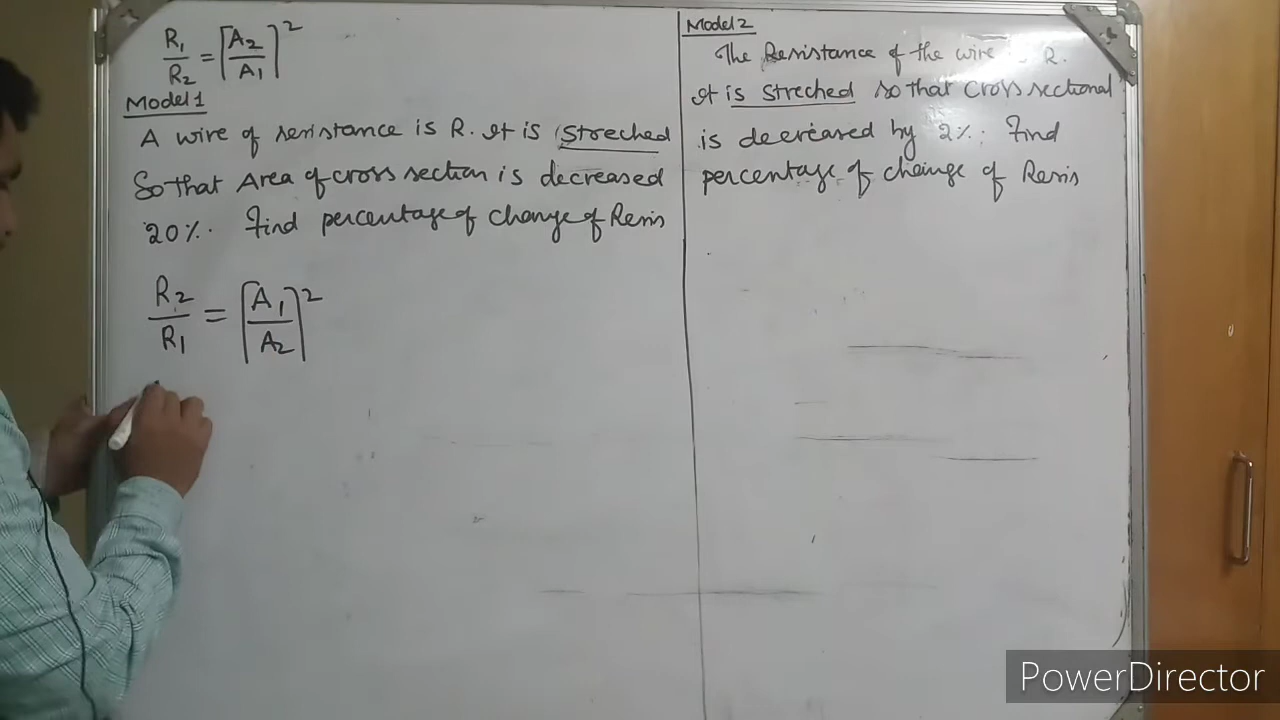 R1/R2 = [A2/A1]²
Model 1
A wire of resistance is R. It is Streched
So that Area of cross section is decreased
20%. Find percentage of change of Resis
R2/R1 = [A1/A2]²
Model 2
The Resistance of the wire R.
It is Streched so that Cross sectional
is decreased by 2%. Find
percentage of change of Resis
PowerDirector